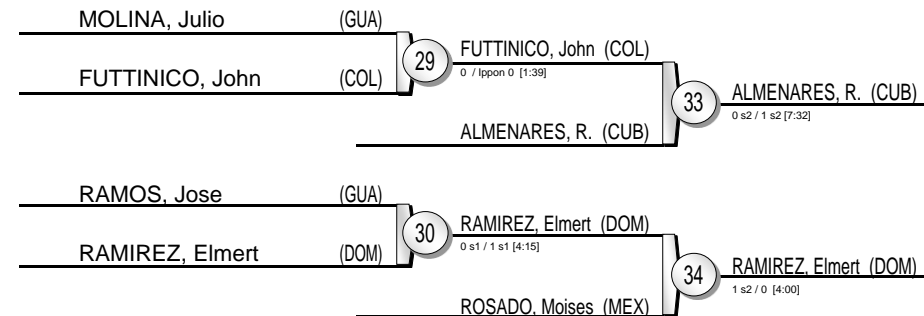 MOLINA, Julio (GUA)
FUTTINICO, John (COL)
29
FUTTINICO, John (COL)
0 / Ippon 0 [1:39]
ALMENARES, R. (CUB)
33
ALMENARES, R. (CUB)
0 s2 / 1 s2 [7:32]
RAMOS, Jose (GUA)
RAMIREZ, Elmert (DOM)
30
RAMIREZ, Elmert (DOM)
0 s1 / 1 s1 [4:15]
ROSADO, Moises (MEX)
34
RAMIREZ, Elmert (DOM)
1 s2 / 0 [4:00]